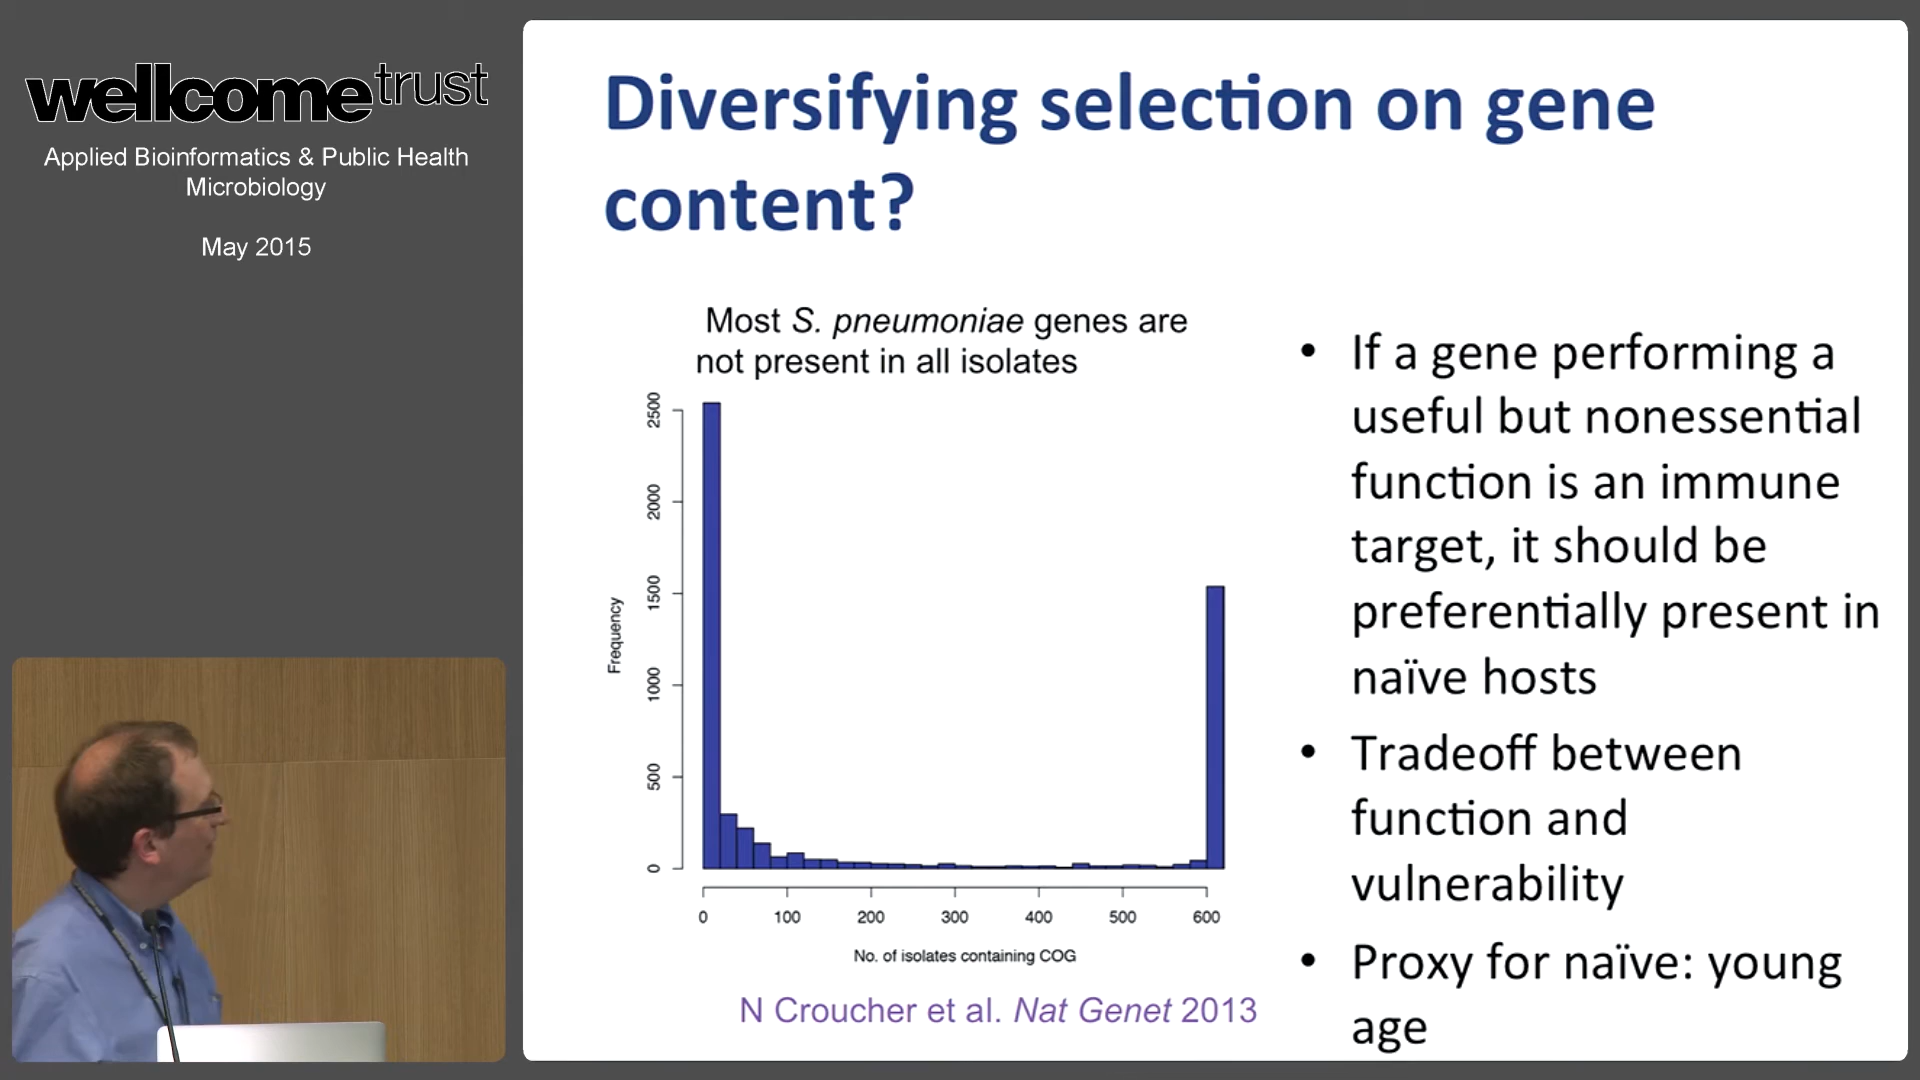 wellcometrust
Applied Bioinformatics & Public Health
Microbiology
May 2015
Diversifying selection on gene
content?
Most S. pneumoniae genes are
not present in all isolates
2500
2000
1500
1000
500
0
Frequency
0 100 200 300 400 500 600
No. of isolates containing COG
N Croucher et al. Nat Genet 2013
• If a gene performing a
useful but nonessential
function is an immune
target, it should be
preferentially present in
naïve hosts
• Tradeoff between
function and
vulnerability
• Proxy for naïve: young
age